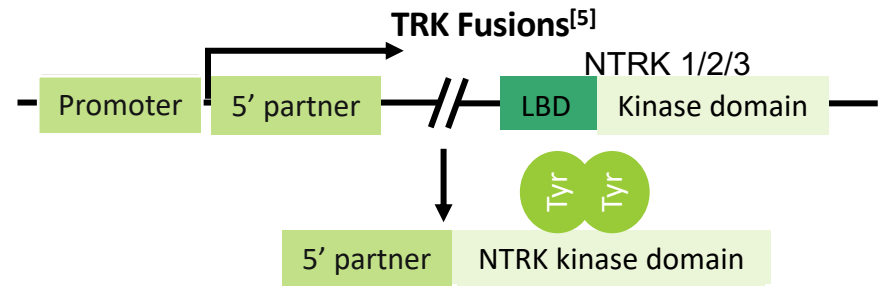 TRK Fusions[5]
NTRK 1/2/3
Promoter 5’ partner LBD Kinase domain
Tyr Tyr
5’ partner NTRK kinase domain